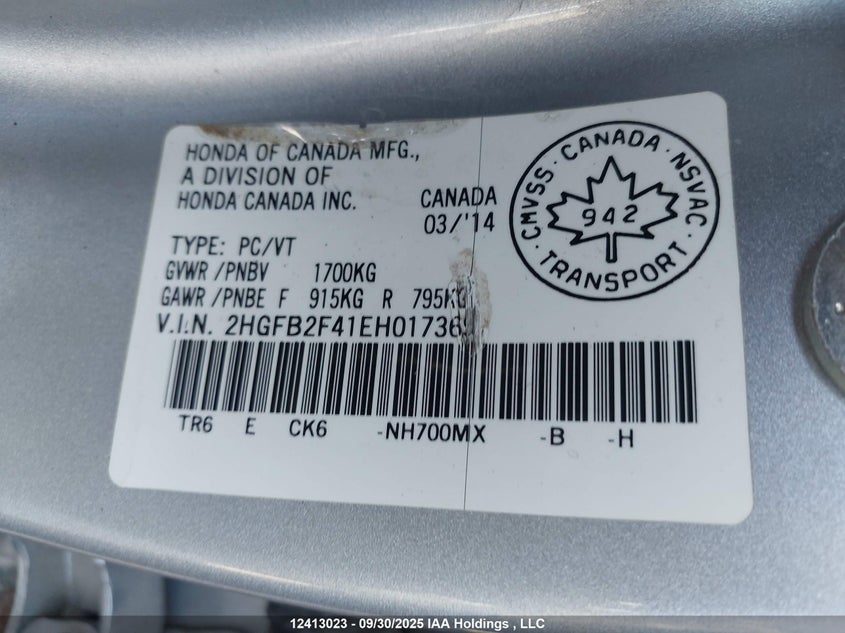 HONDA OF CANADA MFG.,
A DIVISION OF
HONDA CANADA INC.
CANADA
03/'14
TYPE: PC/VT
GVWR /PNBV 1700KG
GAWR /PNBE F 915KG R 795KG
V.I.N.
TR6 E CK6 -NH700MX -B -H
CMVSS · CANADA · NSVAC ·
942
TRANSPORT
12413023 - 09/30/2025 IAA Holdings , LLC